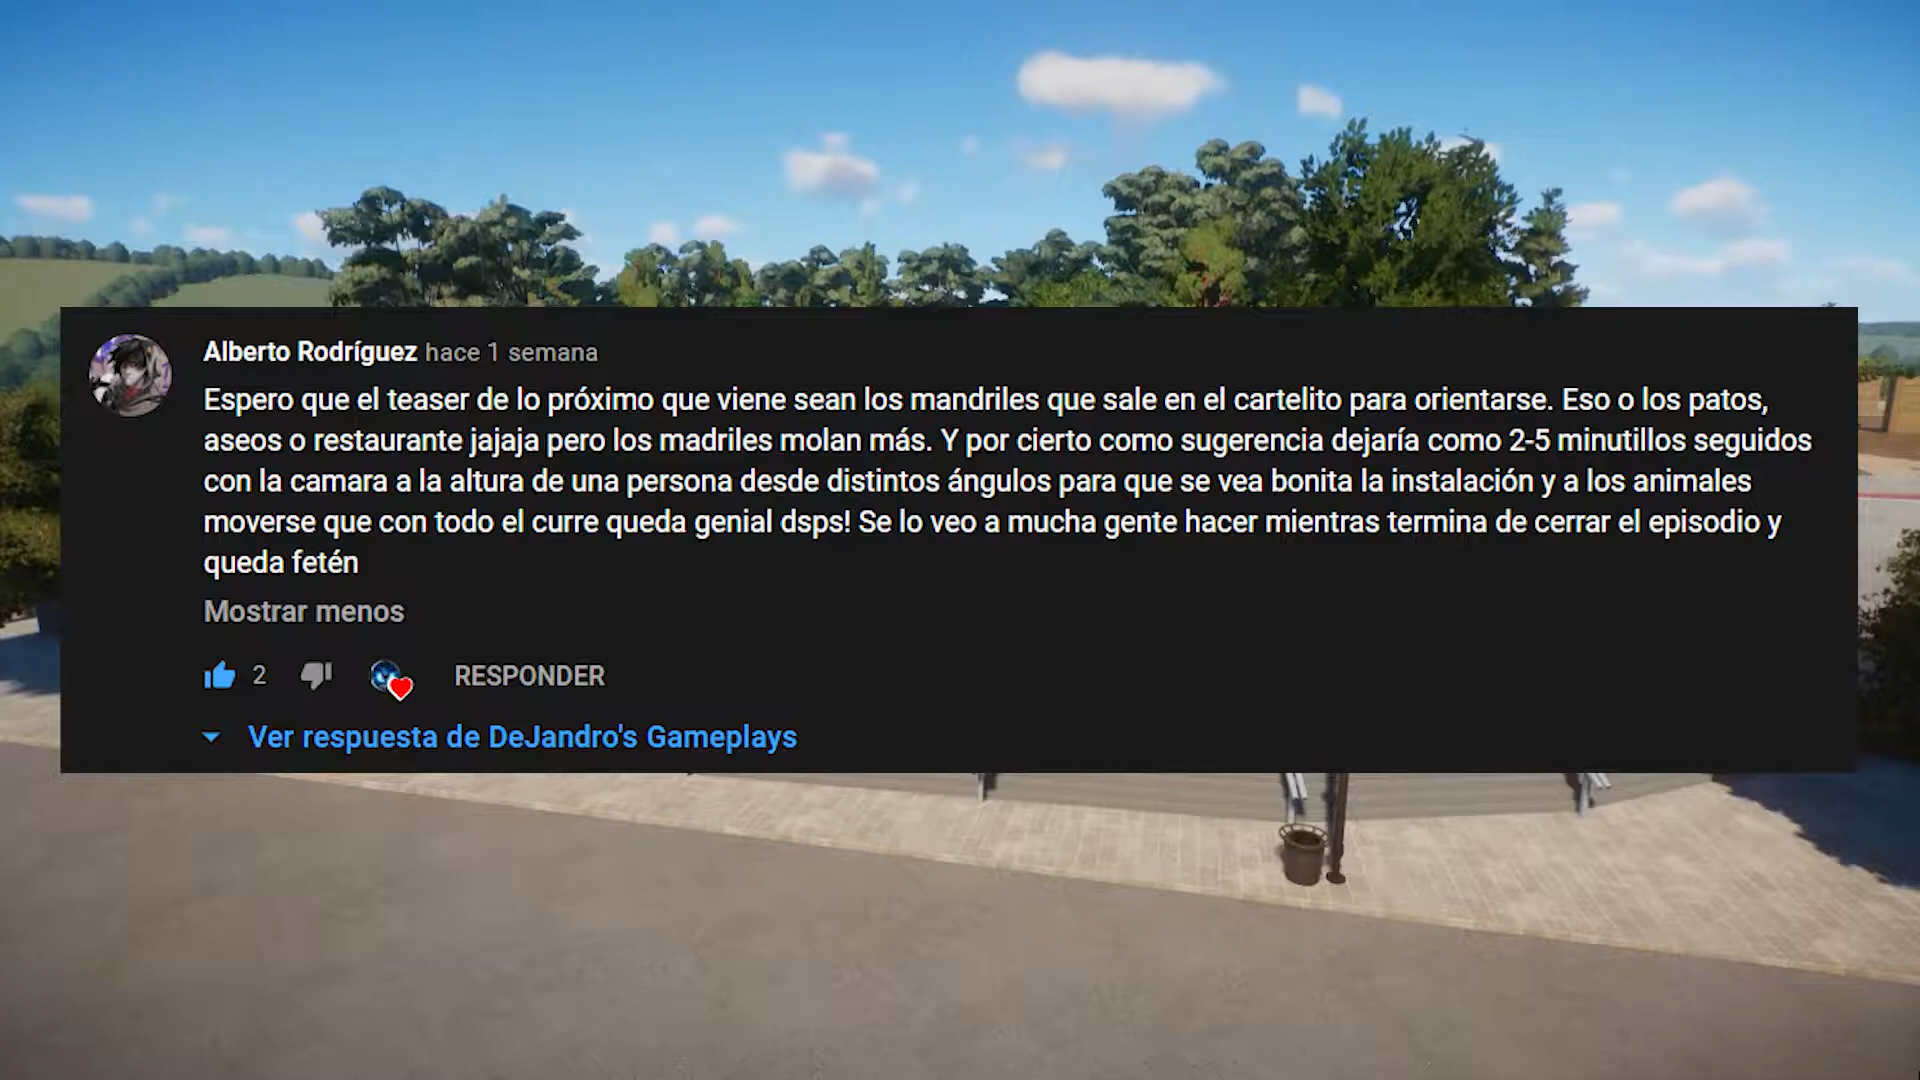 Alberto Rodríguez hace 1 semana
Espero que el teaser de lo próximo que viene sean los mandriles que sale en el cartelito para orientarse. Eso o los patos,
aseos o restaurante jajaja pero los madriles molan más. Y por cierto como sugerencia dejaría como 2-5 minutillos seguidos
con la camara a la altura de una persona desde distintos ángulos para que se vea bonita la instalación y a los animales
moverse que con todo el curre queda genial dsps! Se lo veo a mucha gente hacer mientras termina de cerrar el episodio y
queda fetén
Mostrar menos
2 RESPONDER
Ver respuesta de DeJandro's Gameplays